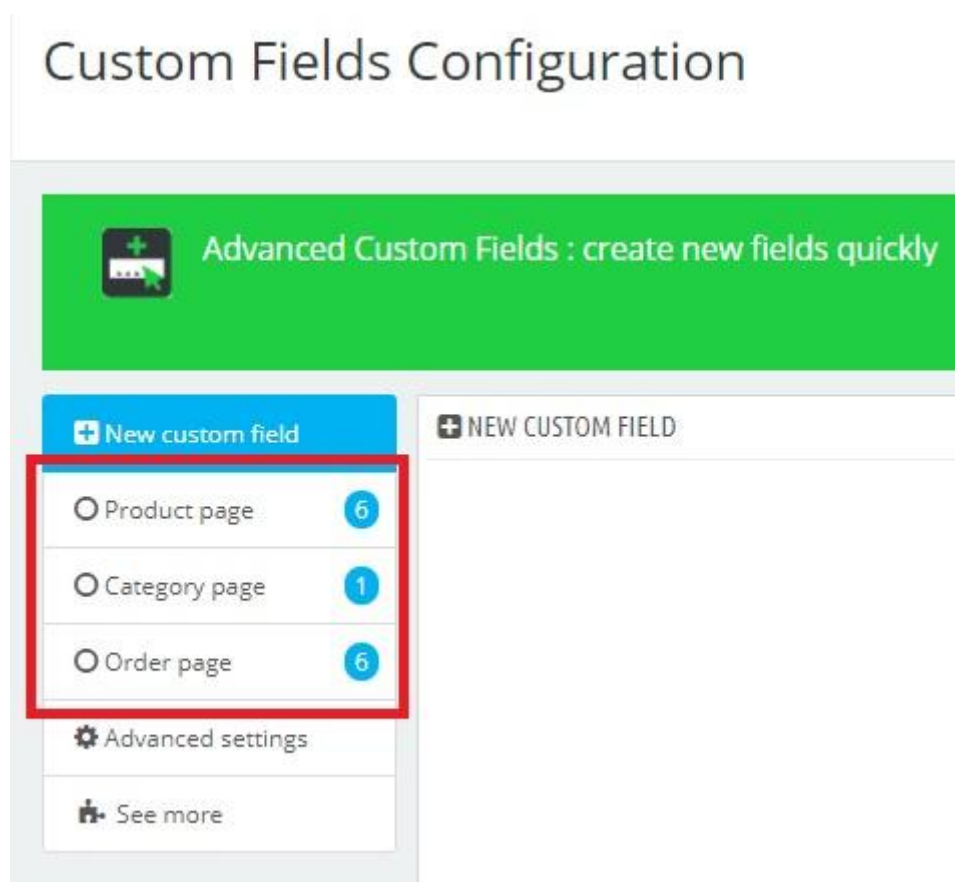 Custom Fields Configuration
Advanced Custom Fields : create new fields quickly
New custom field
NEW CUSTOM FIELD
Product page 6
Category page 1
Order page 6
Advanced settings
See more